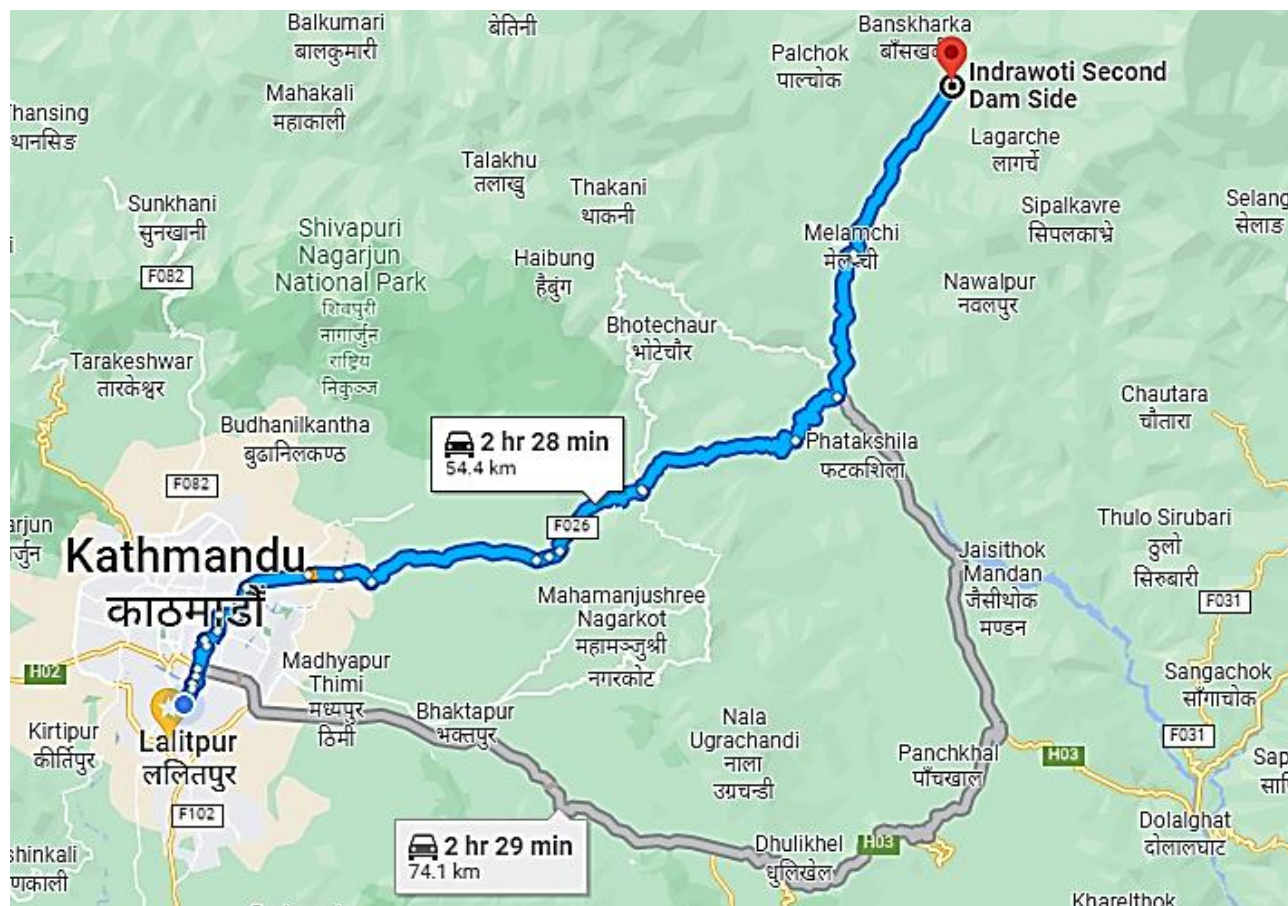 Balkumari
बालकुमारी
बेतिनी
Banskharka
Palchok
पाल्चोक
Indrawoti Second
Dam Side
Mahakali
महाकाली
थानसिङ
Lagarche
लागर्चे
Talakhu
तलाखु
Thakani
थाकनी
Sunkhani
सुनखानी
Sipalkavre
सिपलकाभ्रे
F082
Shivapuri
Nagarjun
National Park
शिवपुरी
नागार्जुन
राष्ट्रिय
निकुञ्ज
Haibung
हैबुंग
Melamchi
Nawalpur
नवलपुर
Bhotechaur
भोटेचौर
Tarakeshwar
तारकेश्वर
Chautara
चौतारा
Budhanilkantha
बुढानिलकण्ठ
2 hr 28 min
54.4 km
Phatakshila
फटकशिला
F082
F026
Thulo Sirubari
ठुलो
सिरुबारी
Kathmandu
काठमाडौं
Jaisithok
Mandan
जैसीथोक
मण्डन
Mahamanjushree
Nagarkot
महामञ्जुश्री
नगरकोट
F031
H02
Madhyapur
Thimi
मध्यपुर
ठिमी
Sangachok
साँगाचोक
Bhaktapur
भक्तपुर
Kirtipur
कीर्तिपुर
Lalitpur
ललितपुर
Nala
Ugrachandi
नाला
उग्रचन्डी
Panchkhal
पाँचखाल
H03
F031
F102
2 hr 29 min
74.1 km
Dhulikhel
धुलिखेल
H03
Dolalghat
दोलालघाट
Kharelthok